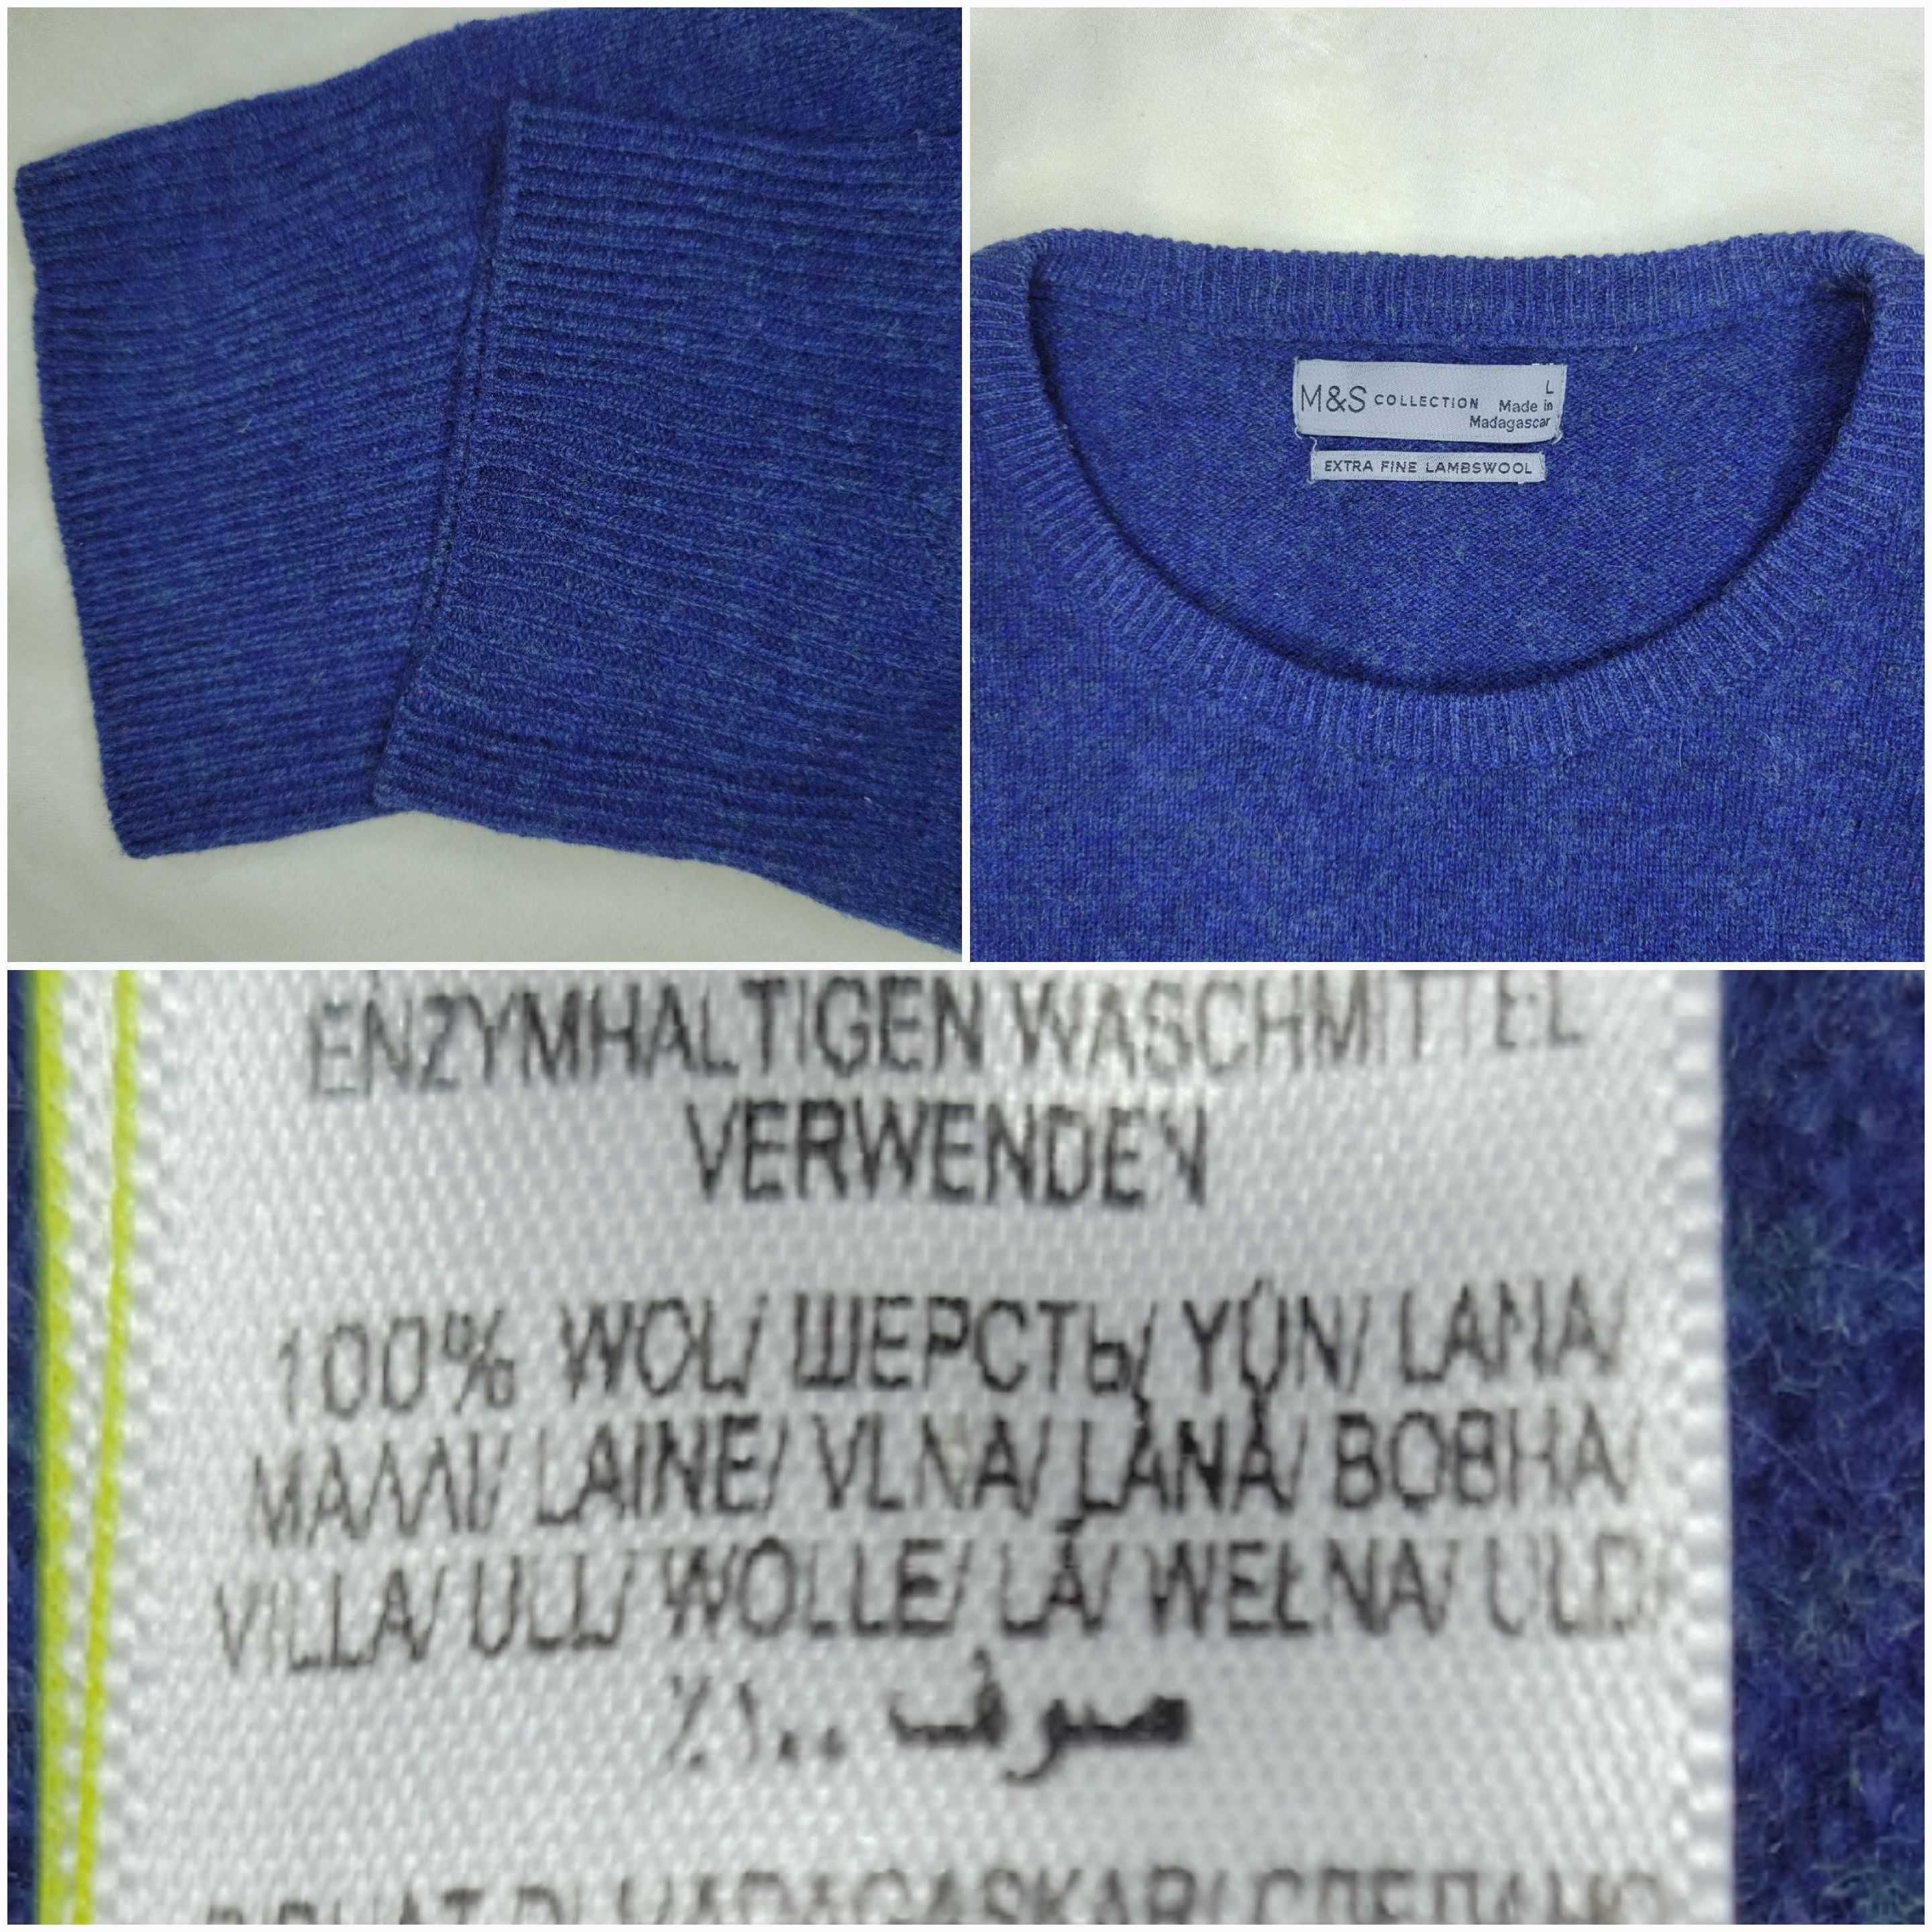 M&S COLLECTION
L
Made in
Madagascar
EXTRA FINE LAMBSWOOL
ENZYMHALTIGEN WASCHMITTEL
VERWENDEN
100% WOL/ ШЕРСТЬ/ YÜN/ LANA/
ΜΑΛΛΙ/ LAINE/ VLNA/ LÂNĂ/ ВОВНА/
VILLA/ ULL/ WOLLE/ LÃ/ WEŁNA/ ULD
صوف ١٠٠٪